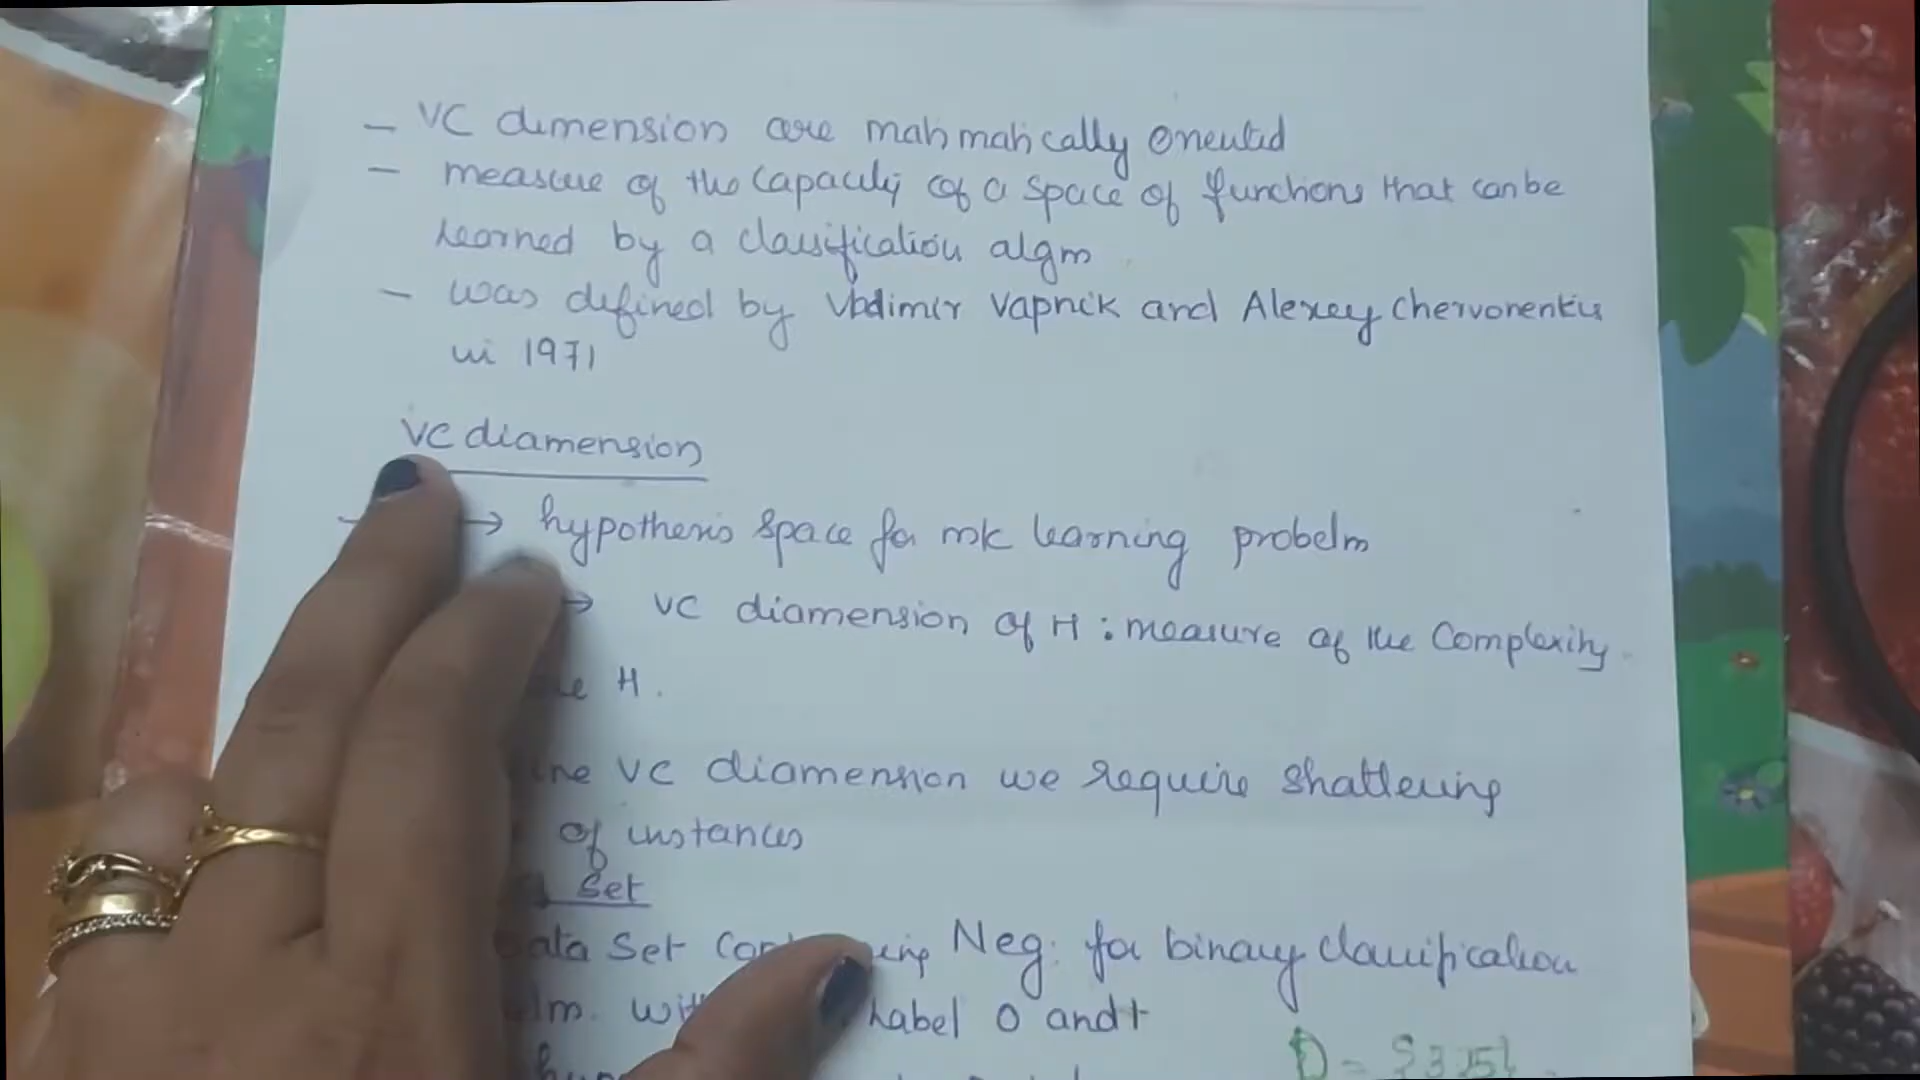 - VC dimension are mahmahcally Oneuted
- measure of the Capacity of a Space of functions that can be
learned by a classification algm
- was defined by Vladimir Vapnik and Alexey Chervonenkis
in 1971
VC diamension
→ hypothesis space for mk learning probelm
→ VC diamension of H : measure of the Complexity
H.
VC diamension we require Shattering
of instances
Set
Data Set Neg: for binary classification
Label 0 and 1
D =